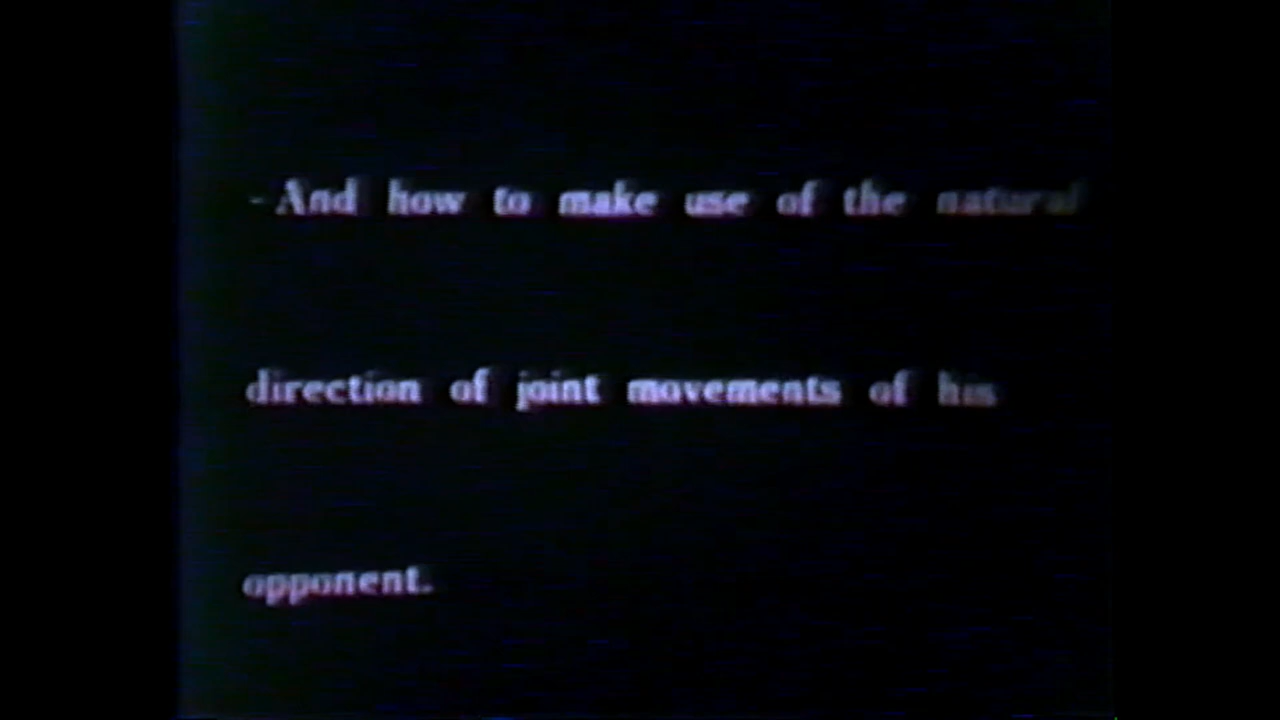 - And how to make use of the natural
direction of joint movements of his
opponent.